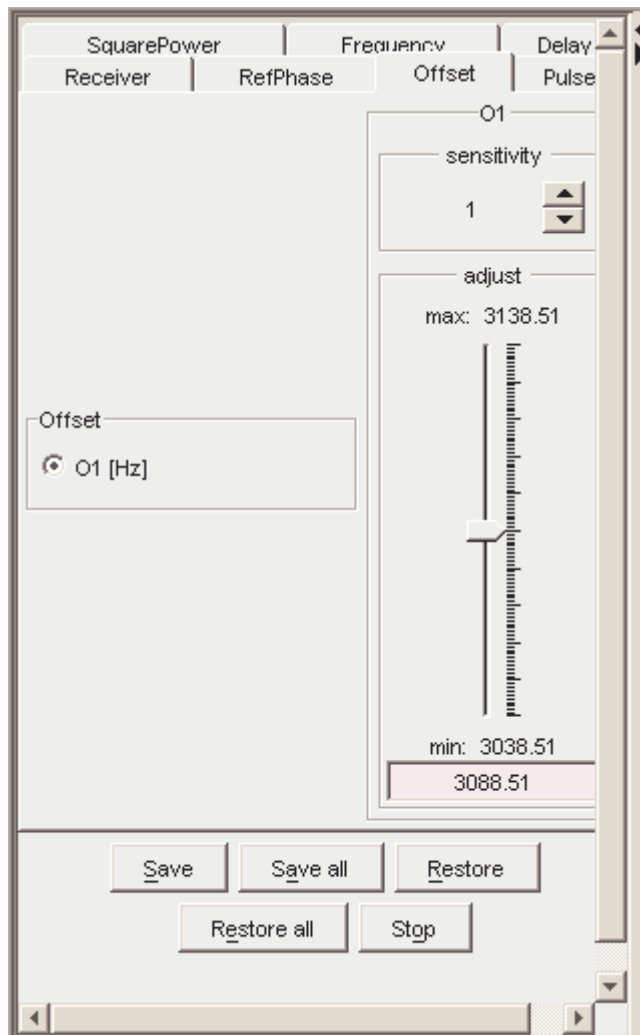 SquarePower Frequency Delay
Receiver RefPhase Offset Pulse
O1
sensitivity
1
adjust
max: 3138.51
Offset
O1 [Hz]
min: 3038.51
3088.51
Save Save all Restore
Restore all Stop